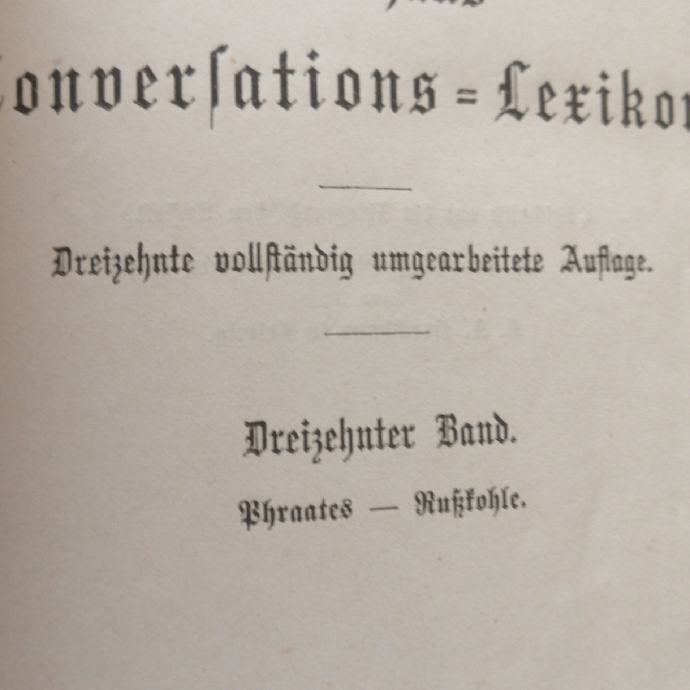 onverſations = Lexikon
Dreizehnte vollſtändig umgearbeitete Auflage.
Dreizehnter Band.
Phraates — Rußkohle.